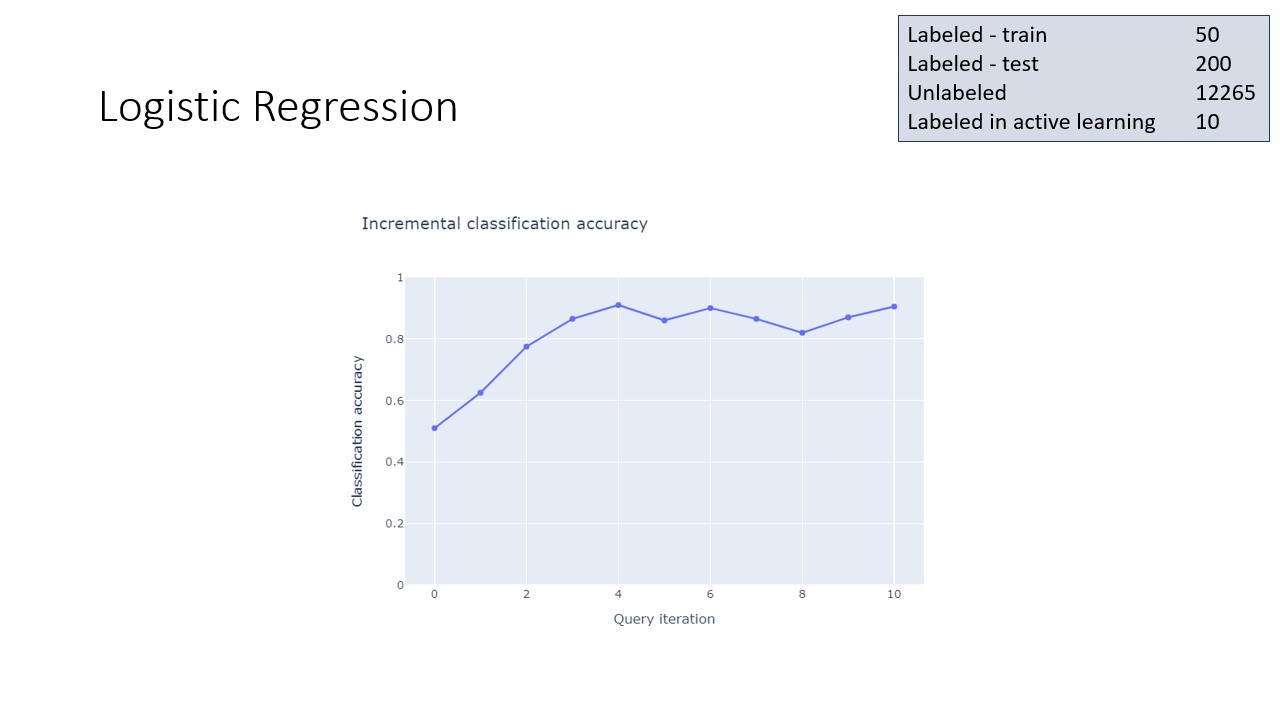 Labeled - train 50
Labeled - test 200
Unlabeled 12265
Labeled in active learning 10
Logistic Regression
Incremental classification accuracy
Classification accuracy
1
0.8
0.6
0.4
0.2
0
0 2 4 6 8 10
Query iteration